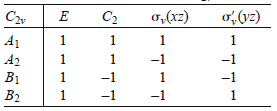 C₂ᵥ E C₂ σᵥ(xz) σ′ᵥ(yz)
A₁ 1 1 1 1
A₂ 1 1 −1 −1
B₁ 1 −1 1 −1
B₂ 1 −1 −1 1